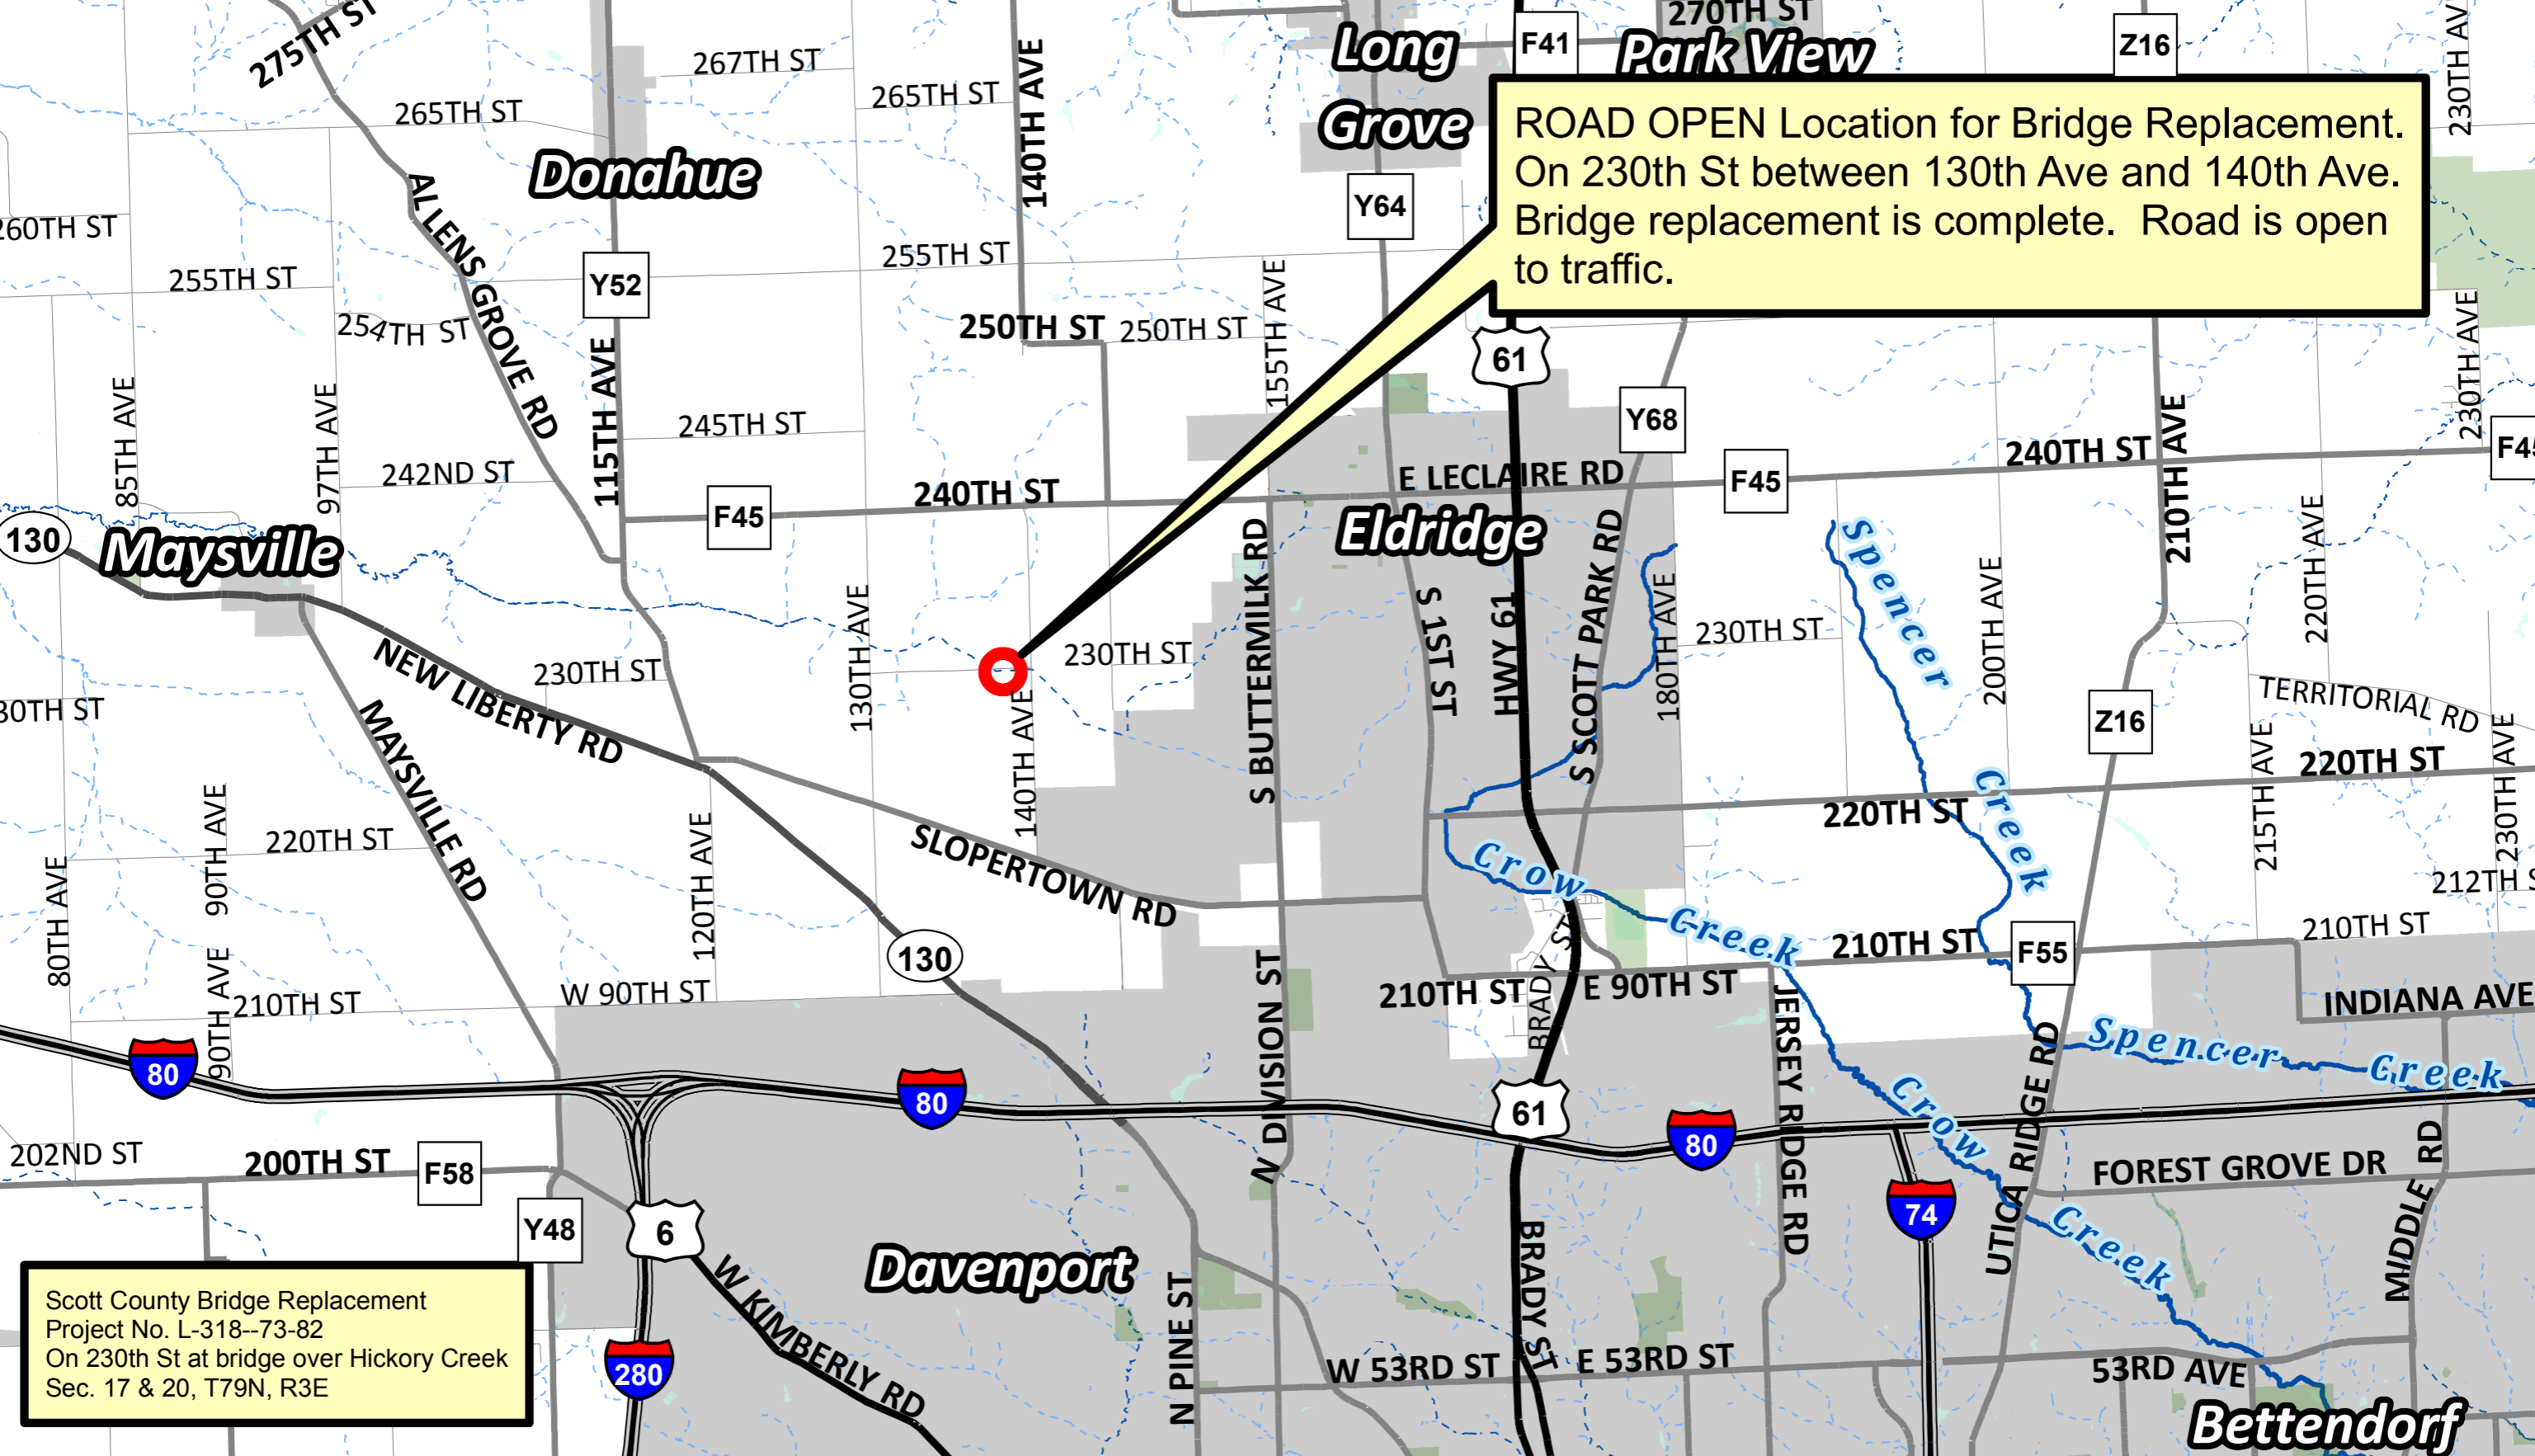 275TH ST
267TH ST
265TH ST
265TH ST
140TH AVE
Long
Grove
F41
270TH ST
Park View
Z16
230TH AVE
ROAD OPEN Location for Bridge Replacement.
On 230th St between 130th Ave and 140th Ave.
Bridge replacement is complete.  Road is open
to traffic.
Donahue
ALLENS GROVE RD
260TH ST
255TH ST
254TH ST
Y52
255TH ST
Y64
250TH ST
250TH ST
155TH AVE
61
Y68
230TH AVE
85TH AVE
97TH AVE
115TH AVE
245TH ST
242ND ST
F45
240TH ST
E LECLAIRE RD
F45
240TH ST
210TH AVE
F45
130
Maysville
Eldridge
S BUTTERMILK RD
S 1ST ST
HWY 61
S SCOTT PARK RD
180TH AVE
230TH ST
Spencer
Creek
200TH AVE
220TH AVE
NEW LIBERTY RD
230TH ST
130TH AVE
230TH ST
140TH AVE
30TH ST
MAYSVILLE RD
Z16
TERRITORIAL RD
215TH AVE
220TH ST
230TH AVE
220TH ST
80TH AVE
90TH AVE
220TH ST
120TH AVE
SLOPERTOWN RD
Crow
Creek
212TH S
130
210TH ST
F55
210TH ST
90TH AVE
210TH ST
W 90TH ST
N DIVISION ST
210TH ST
BRADY ST
E 90TH ST
JERSEY RIDGE RD
INDIANA AVE
Spencer
Creek
80
80
61
80
Crow
Creek
UTICA RIDGE RD
202ND ST
200TH ST
F58
Y48
6
74
FOREST GROVE DR
MIDDLE RD
Davenport
W KIMBERLY RD
N PINE ST
BRADY ST
280
W 53RD ST
E 53RD ST
53RD AVE
Bettendorf
Scott County Bridge Replacement
Project No. L-318--73-82
On 230th St at bridge over Hickory Creek
Sec. 17 & 20, T79N, R3E